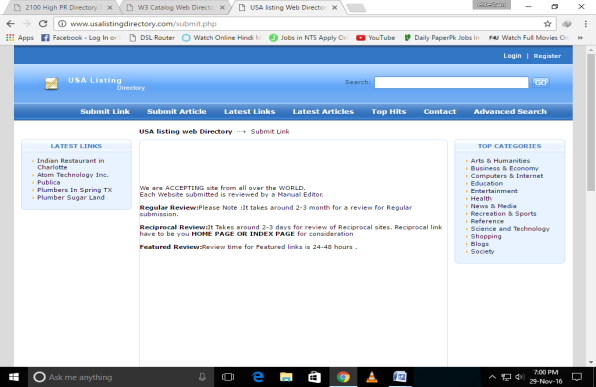 2100 High PR Directory S
W3 Catalog Web Directo
USA listing Web Director
www.usalistingdirectory.com/submit.php
Apps
Facebook - Log In or
DSL Router
Watch Online Hindi M
Jobs in NTS Apply On
YouTube
Daily PaperPk Jobs In
Watch Full Movies On
Login | Register
USA Listing
Directory
Search:
GO
Submit Link
Submit Article
Latest Links
Latest Articles
Top Hits
Contact
Advanced Search
LATEST LINKS
Indian Restaurant in
Charlotte
Atom Technology Inc.
Publica
Plumbers In Spring TX
Plumber Sugar Land
USA listing web Directory ---> Submit Link
We are ACCEPTING site from all over the WORLD.
Each Website submitted is reviewed by a Manual Editor.
Regular Review:Please Note :It takes around 2-3 month for a review for Regular
submission.
Reciprocal Review:It Takes around 2-3 days for review of Reciprocal sites. Reciprocal link
have to be you HOME PAGE OR INDEX PAGE for consideration
Featured Review:Review time for Featured links is 24-48 hours .
TOP CATEGORIES
Arts & Humanities
Business & Economy
Computers & Internet
Education
Entertainment
Health
News & Media
Recreation & Sports
Reference
Science and Technology
Shopping
Blogs
Society
Ask me anything
7:00 PM
29-Nov-16